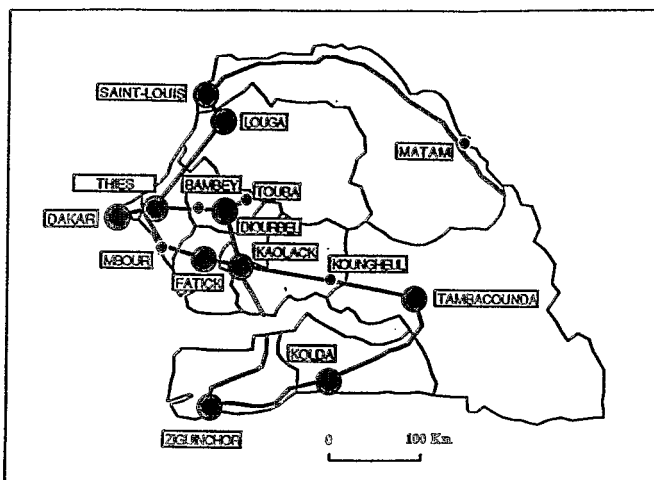 SAINT-LOUIS
LOUGA
MATAM
THIES
BAMBEY
TOUBA
DAKAR
DIOURBEL
MBOUR
KAOLACK
KOUNGHEUL
FATICK
TAMBACOUNDA
KOLDA
ZIGUINCHOR
0 100 Km